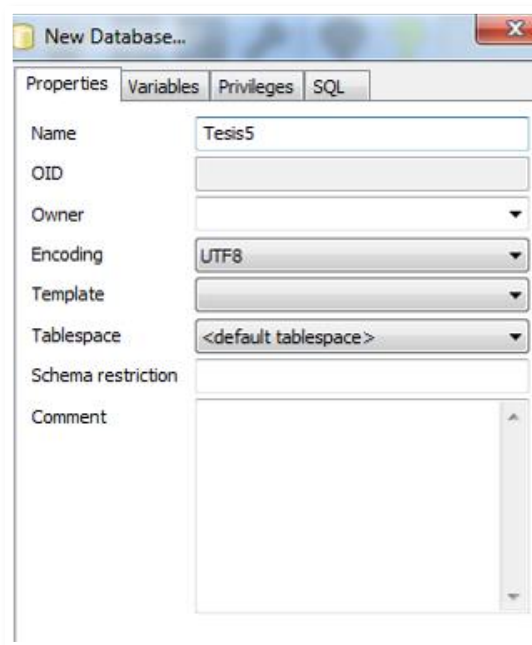 New Database...
Properties Variables Privileges SQL
Name Tesis5
OID
Owner
Encoding UTF8
Template
Tablespace <default tablespace>
Schema restriction
Comment